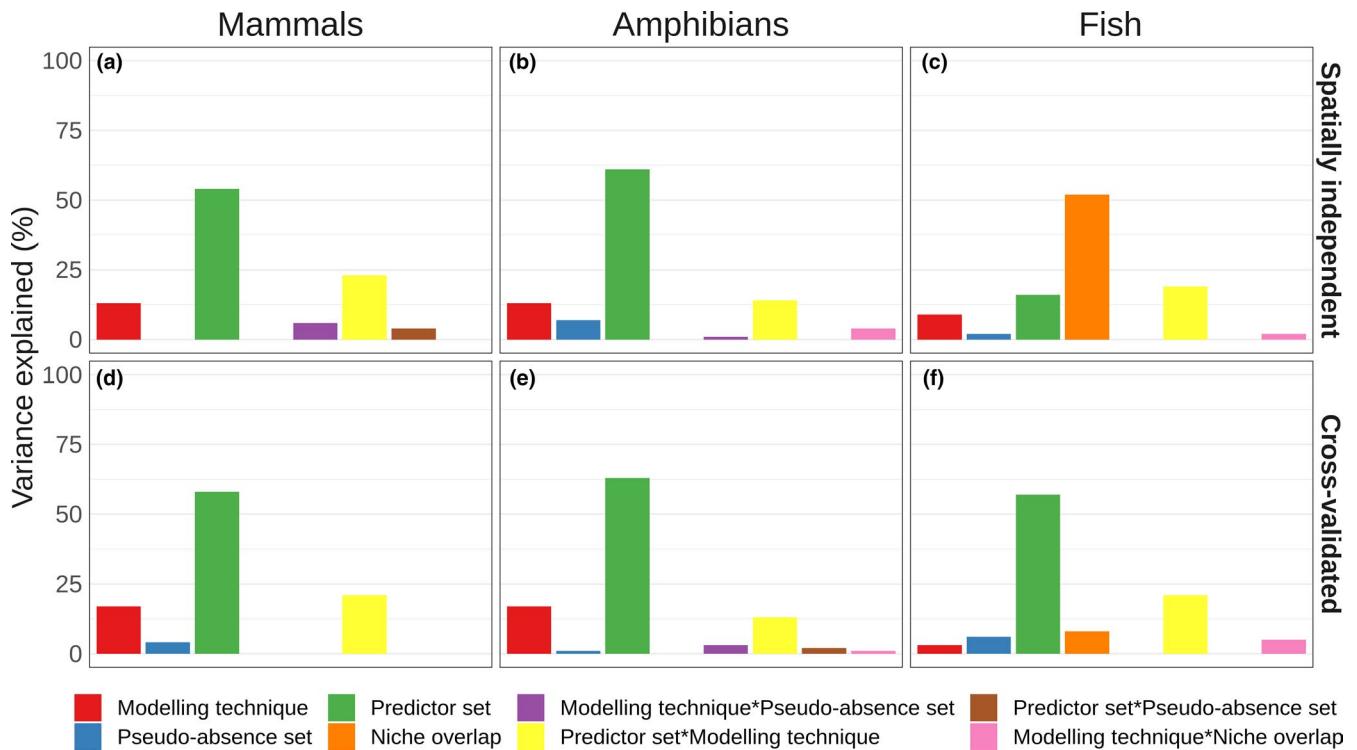 Mammals Amphibians Fish
Variance explained (%)
100 (a) (b) (c)
75
50
25
0
Spatially independent
100 (d) (e) (f)
75
50
25
0
Cross-validated
Modelling technique Predictor set Modelling technique*Pseudo-absence set Predictor set*Pseudo-absence set
Pseudo-absence set Niche overlap Predictor set*Modelling technique Modelling technique*Niche overlap